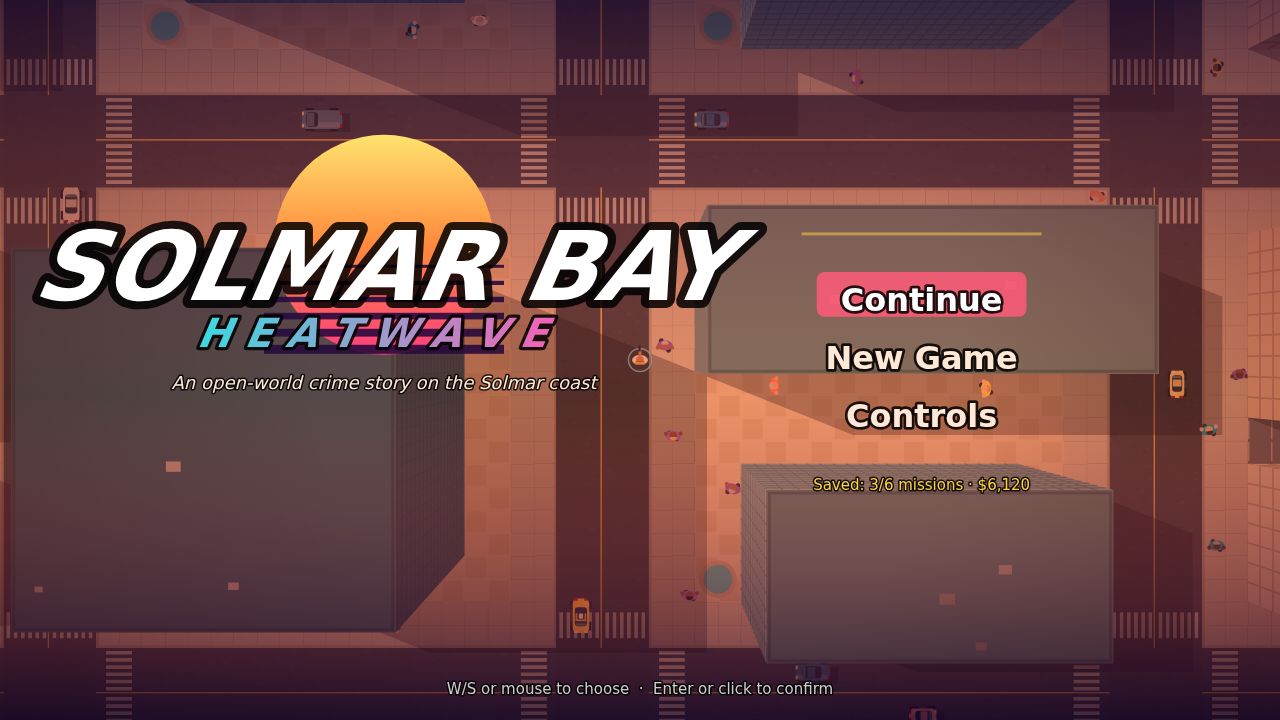 SOLMAR BAY
HEATWAVE
An open-world crime story on the Solmar coast
Continue
New Game
Controls
Saved: 3/6 missions · $6,120
W/S or mouse to choose · Enter or click to confirm